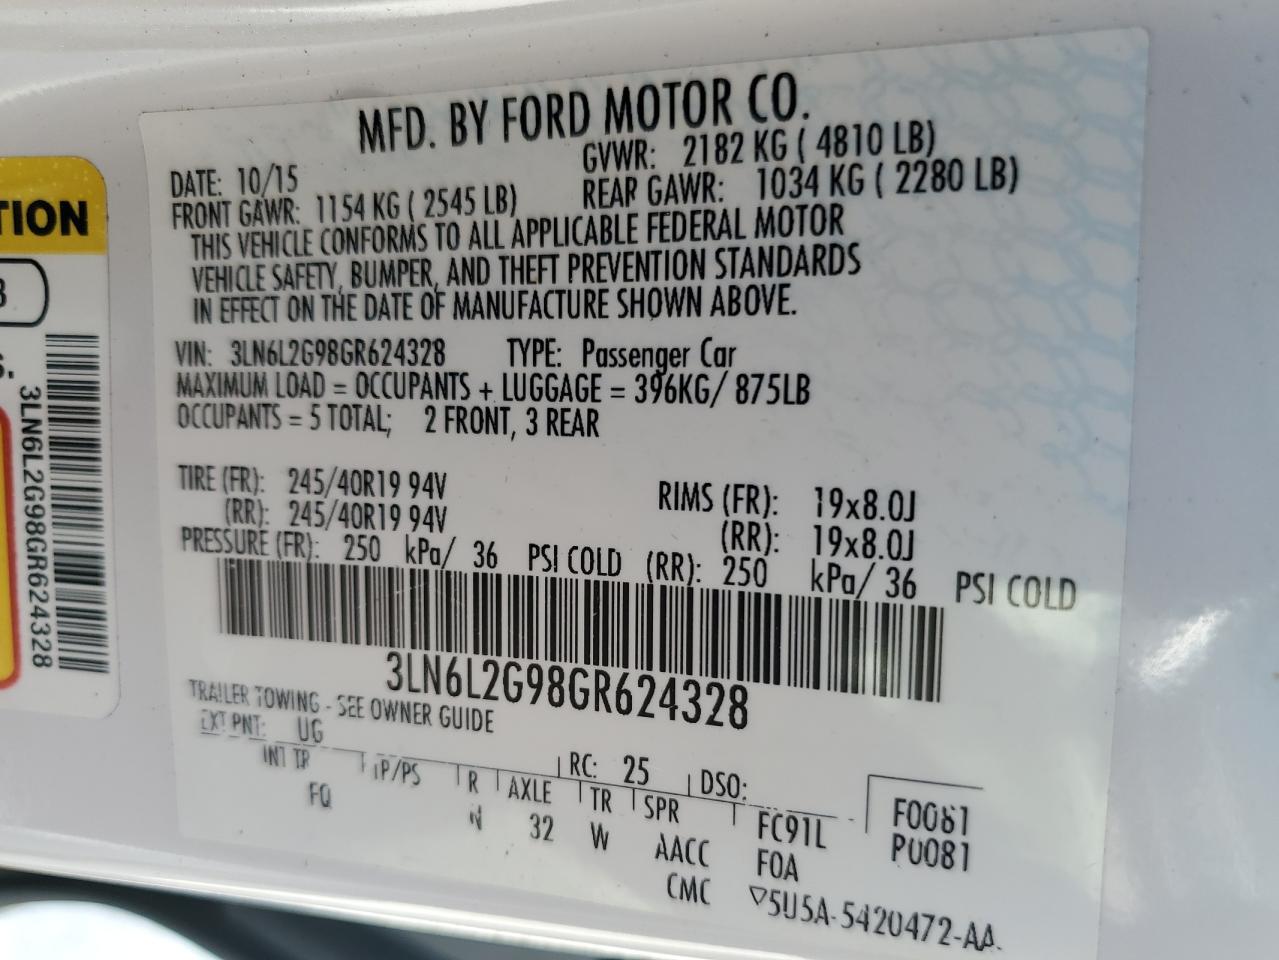 MFD. BY FORD MOTOR CO.
DATE: 10/15 GVWR: 2182 KG ( 4810 LB)
FRONT GAWR: 1154 KG ( 2545 LB) REAR GAWR: 1034 KG ( 2280 LB)
THIS VEHICLE CONFORMS TO ALL APPLICABLE FEDERAL MOTOR
VEHICLE SAFETY, BUMPER, AND THEFT PREVENTION STANDARDS
IN EFFECT ON THE DATE OF MANUFACTURE SHOWN ABOVE.
VIN: 3LN6L2G98GR624328 TYPE: Passenger Car
MAXIMUM LOAD = OCCUPANTS + LUGGAGE = 396KG/ 875LB
OCCUPANTS = 5 TOTAL; 2 FRONT, 3 REAR
TIRE (FR): 245/40R19 94V RIMS (FR): 19x8.0J
(RR): 245/40R19 94V (RR): 19x8.0J
PRESSURE (FR): 250 kPa/ 36 PSI COLD (RR): 250 kPa/ 36 PSI COLD
3LN6L2G98GR624328
TRAILER TOWING - SEE OWNER GUIDE
EXT PNT: UG RC: 25 DSO:
INT TR TP/PS R AXLE TR SPR FC91L F0081
FQ N 32 W AACC FOA P0081
CMC 5U5A-5420472-AA
TION
3LN6L2G98GR624328